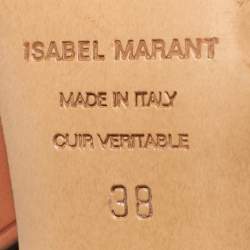 ISABEL MARANT
MADE IN ITALY
CUIR VERITABLE
38